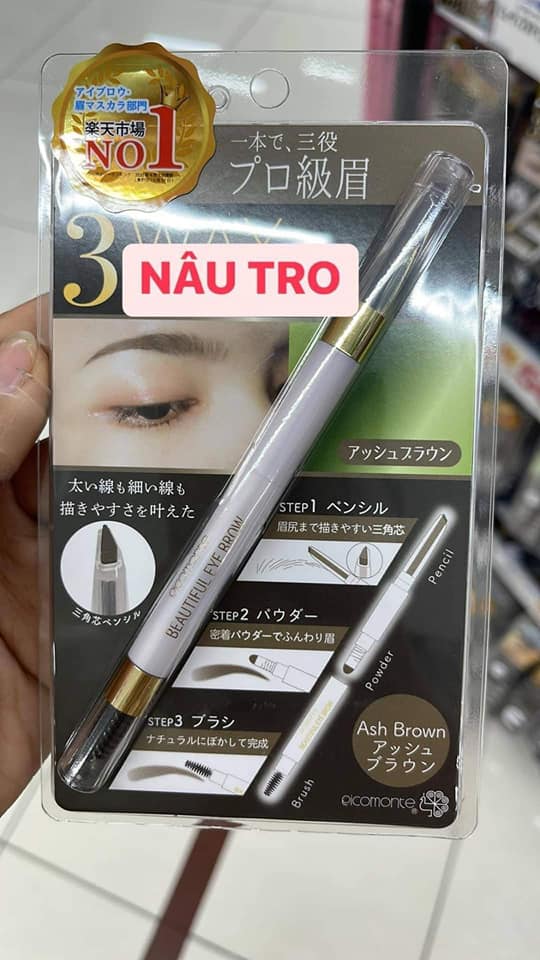 アイブロウ・
眉マスカラ部門
楽天市場
NO1
一本で、三役
プロ級眉
3 WAY
NÂU TRO
アッシュブラウン
太い線も細い線も
描きやすさを叶えた
三角芯ペンシル
picomonte
BEAUTIFUL EYE BROW
STEP1 ペンシル
眉尻まで描きやすい三角芯
Pencil
STEP2 パウダー
密着パウダーでふんわり眉
Powder
STEP3 ブラシ
ナチュラルにぼかして完成
Brush
BEAUTIFUL EYE BROW
Ash Brown
アッシュ
ブラウン
picomonte®